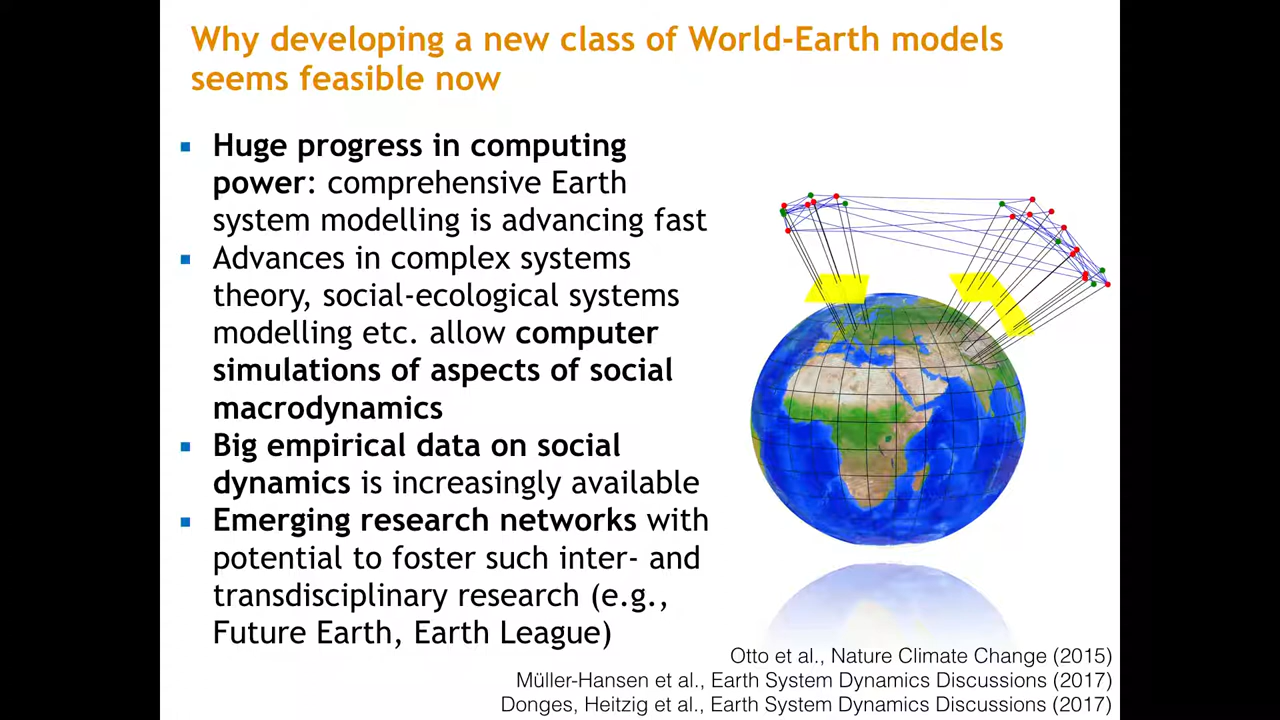 Why developing a new class of World-Earth models
seems feasible now
▪ Huge progress in computing
power: comprehensive Earth
system modelling is advancing fast
▪ Advances in complex systems
theory, social-ecological systems
modelling etc. allow computer
simulations of aspects of social
macrodynamics
▪ Big empirical data on social
dynamics is increasingly available
▪ Emerging research networks with
potential to foster such inter- and
transdisciplinary research (e.g.,
Future Earth, Earth League)
Otto et al., Nature Climate Change (2015)
Müller-Hansen et al., Earth System Dynamics Discussions (2017)
Donges, Heitzig et al., Earth System Dynamics Discussions (2017)